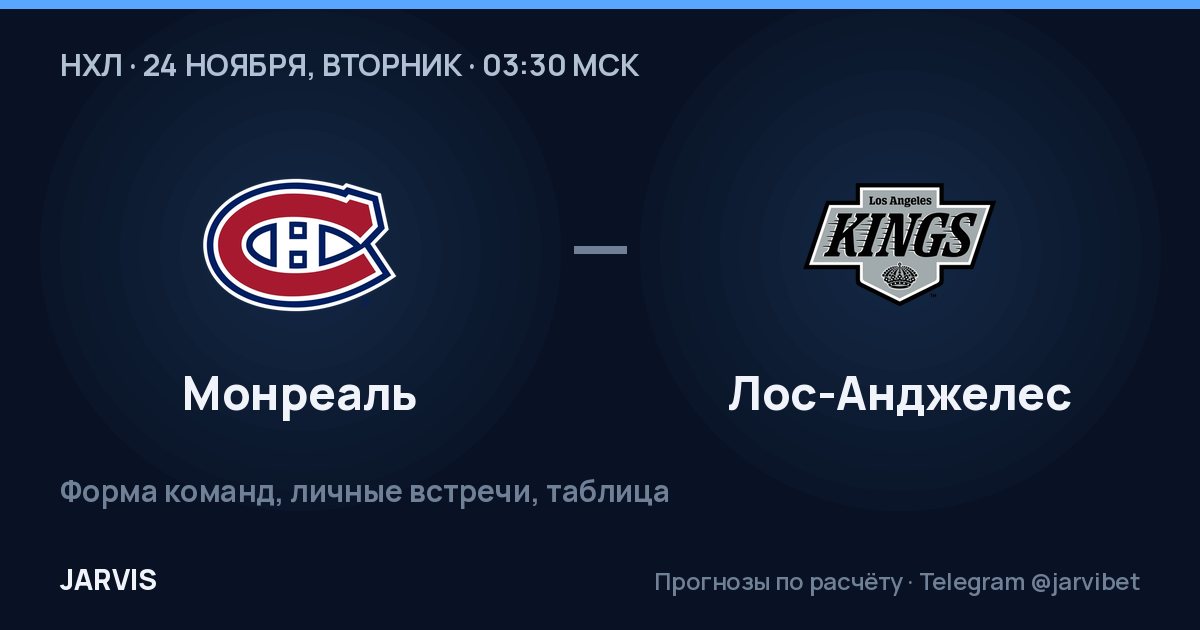 НХЛ · 24 НОЯБРЯ, ВТОРНИК · 03:30 МСК
Los Angeles
KINGS
Монреаль
—
Лос-Анджелес
Форма команд, личные встречи, таблица
JARVIS
Прогнозы по расчёту · Telegram @jarvibet